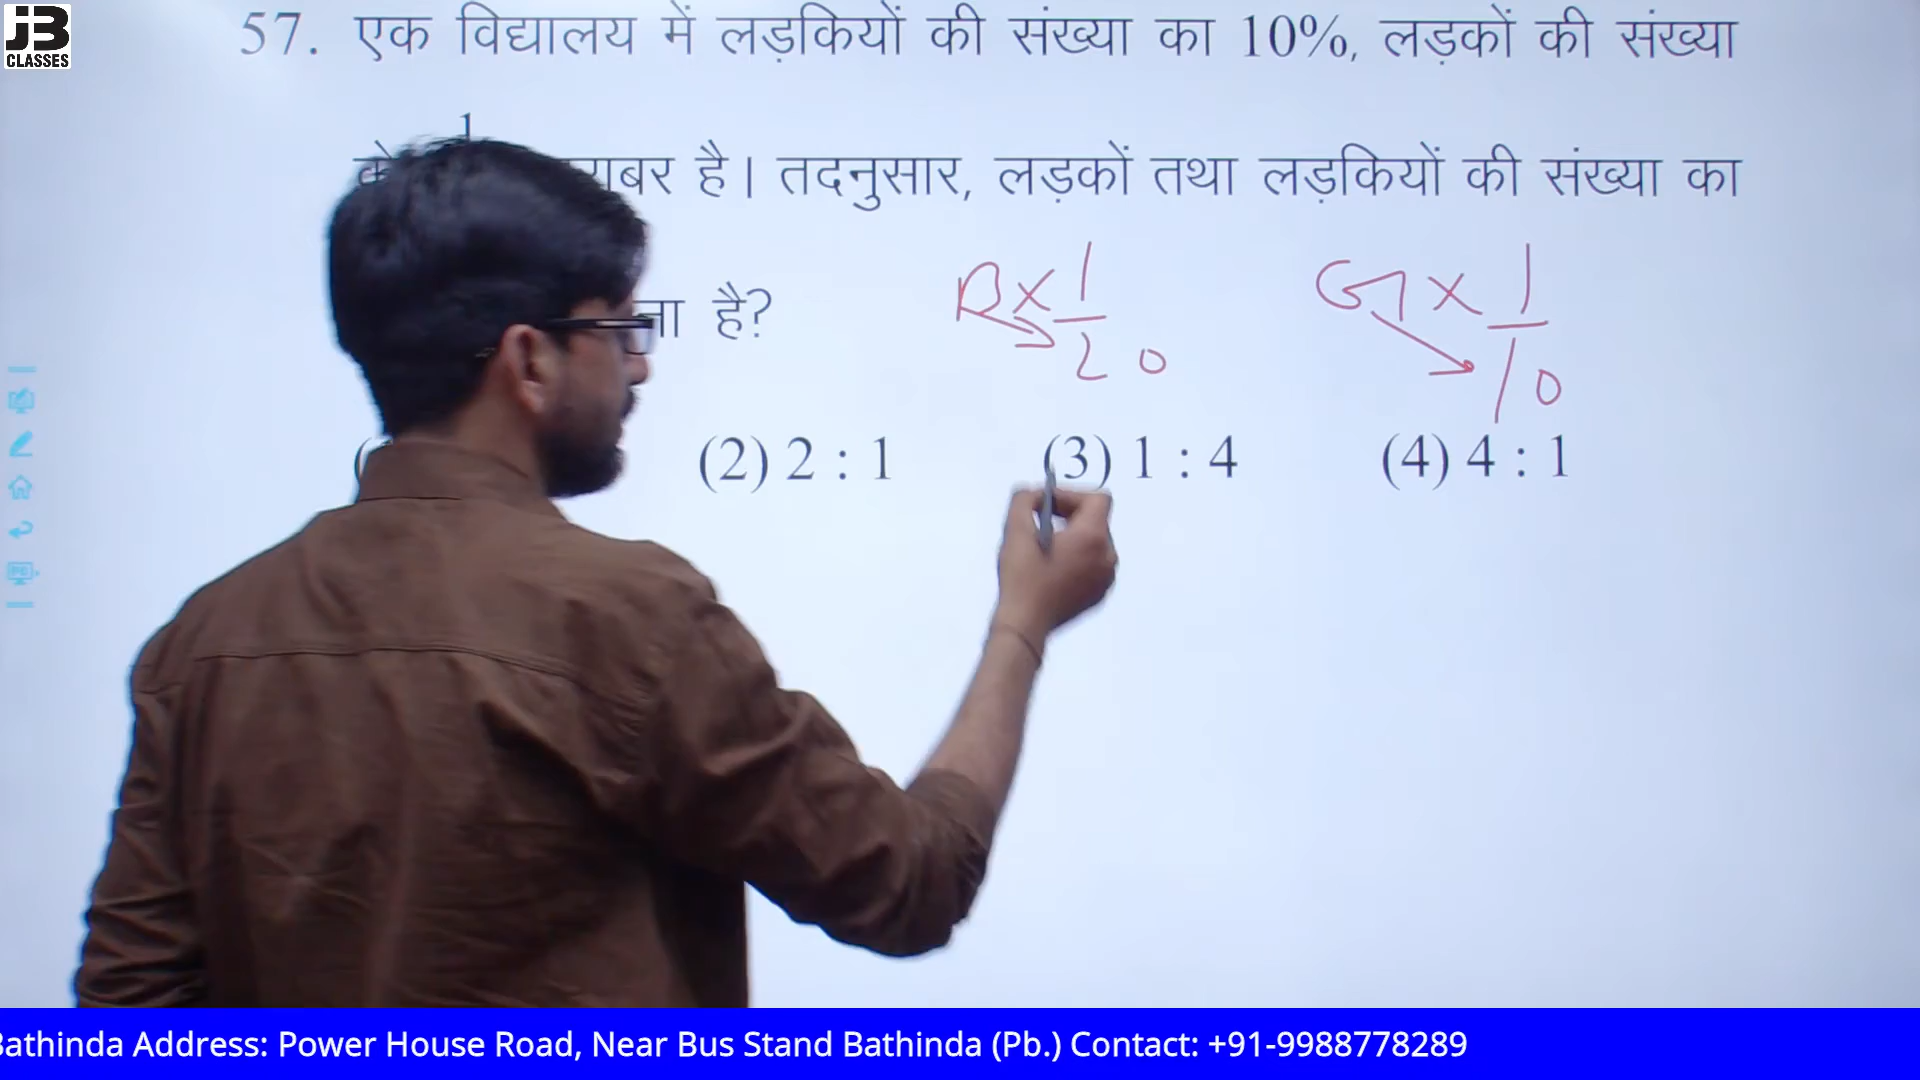 JB
CLASSES
57. एक विद्यालय में लड़कियों की संख्या का 10%, लड़कों की संख्या
1
है। तदनुसार, लड़कों तथा लड़कियों की संख्या का
है?
B × 1/20 G × 1/10
(2) 2 : 1 (3) 1 : 4 (4) 4 : 1
Bathinda Address: Power House Road, Near Bus Stand Bathinda (Pb.) Contact: +91-9988778289